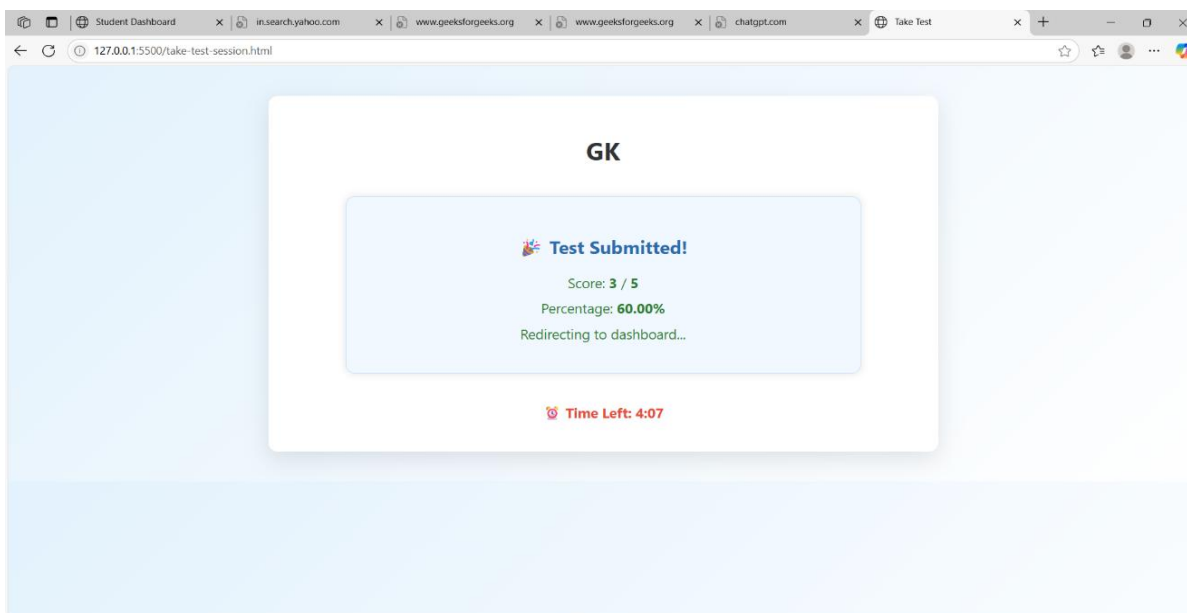 Student Dashboard
in.search.yahoo.com
www.geeksforgeeks.org
www.geeksforgeeks.org
chatgpt.com
Take Test
127.0.0.1:5500/take-test-session.html
GK
🎉 Test Submitted!
Score: 3 / 5
Percentage: 60.00%
Redirecting to dashboard...
⏰ Time Left: 4:07